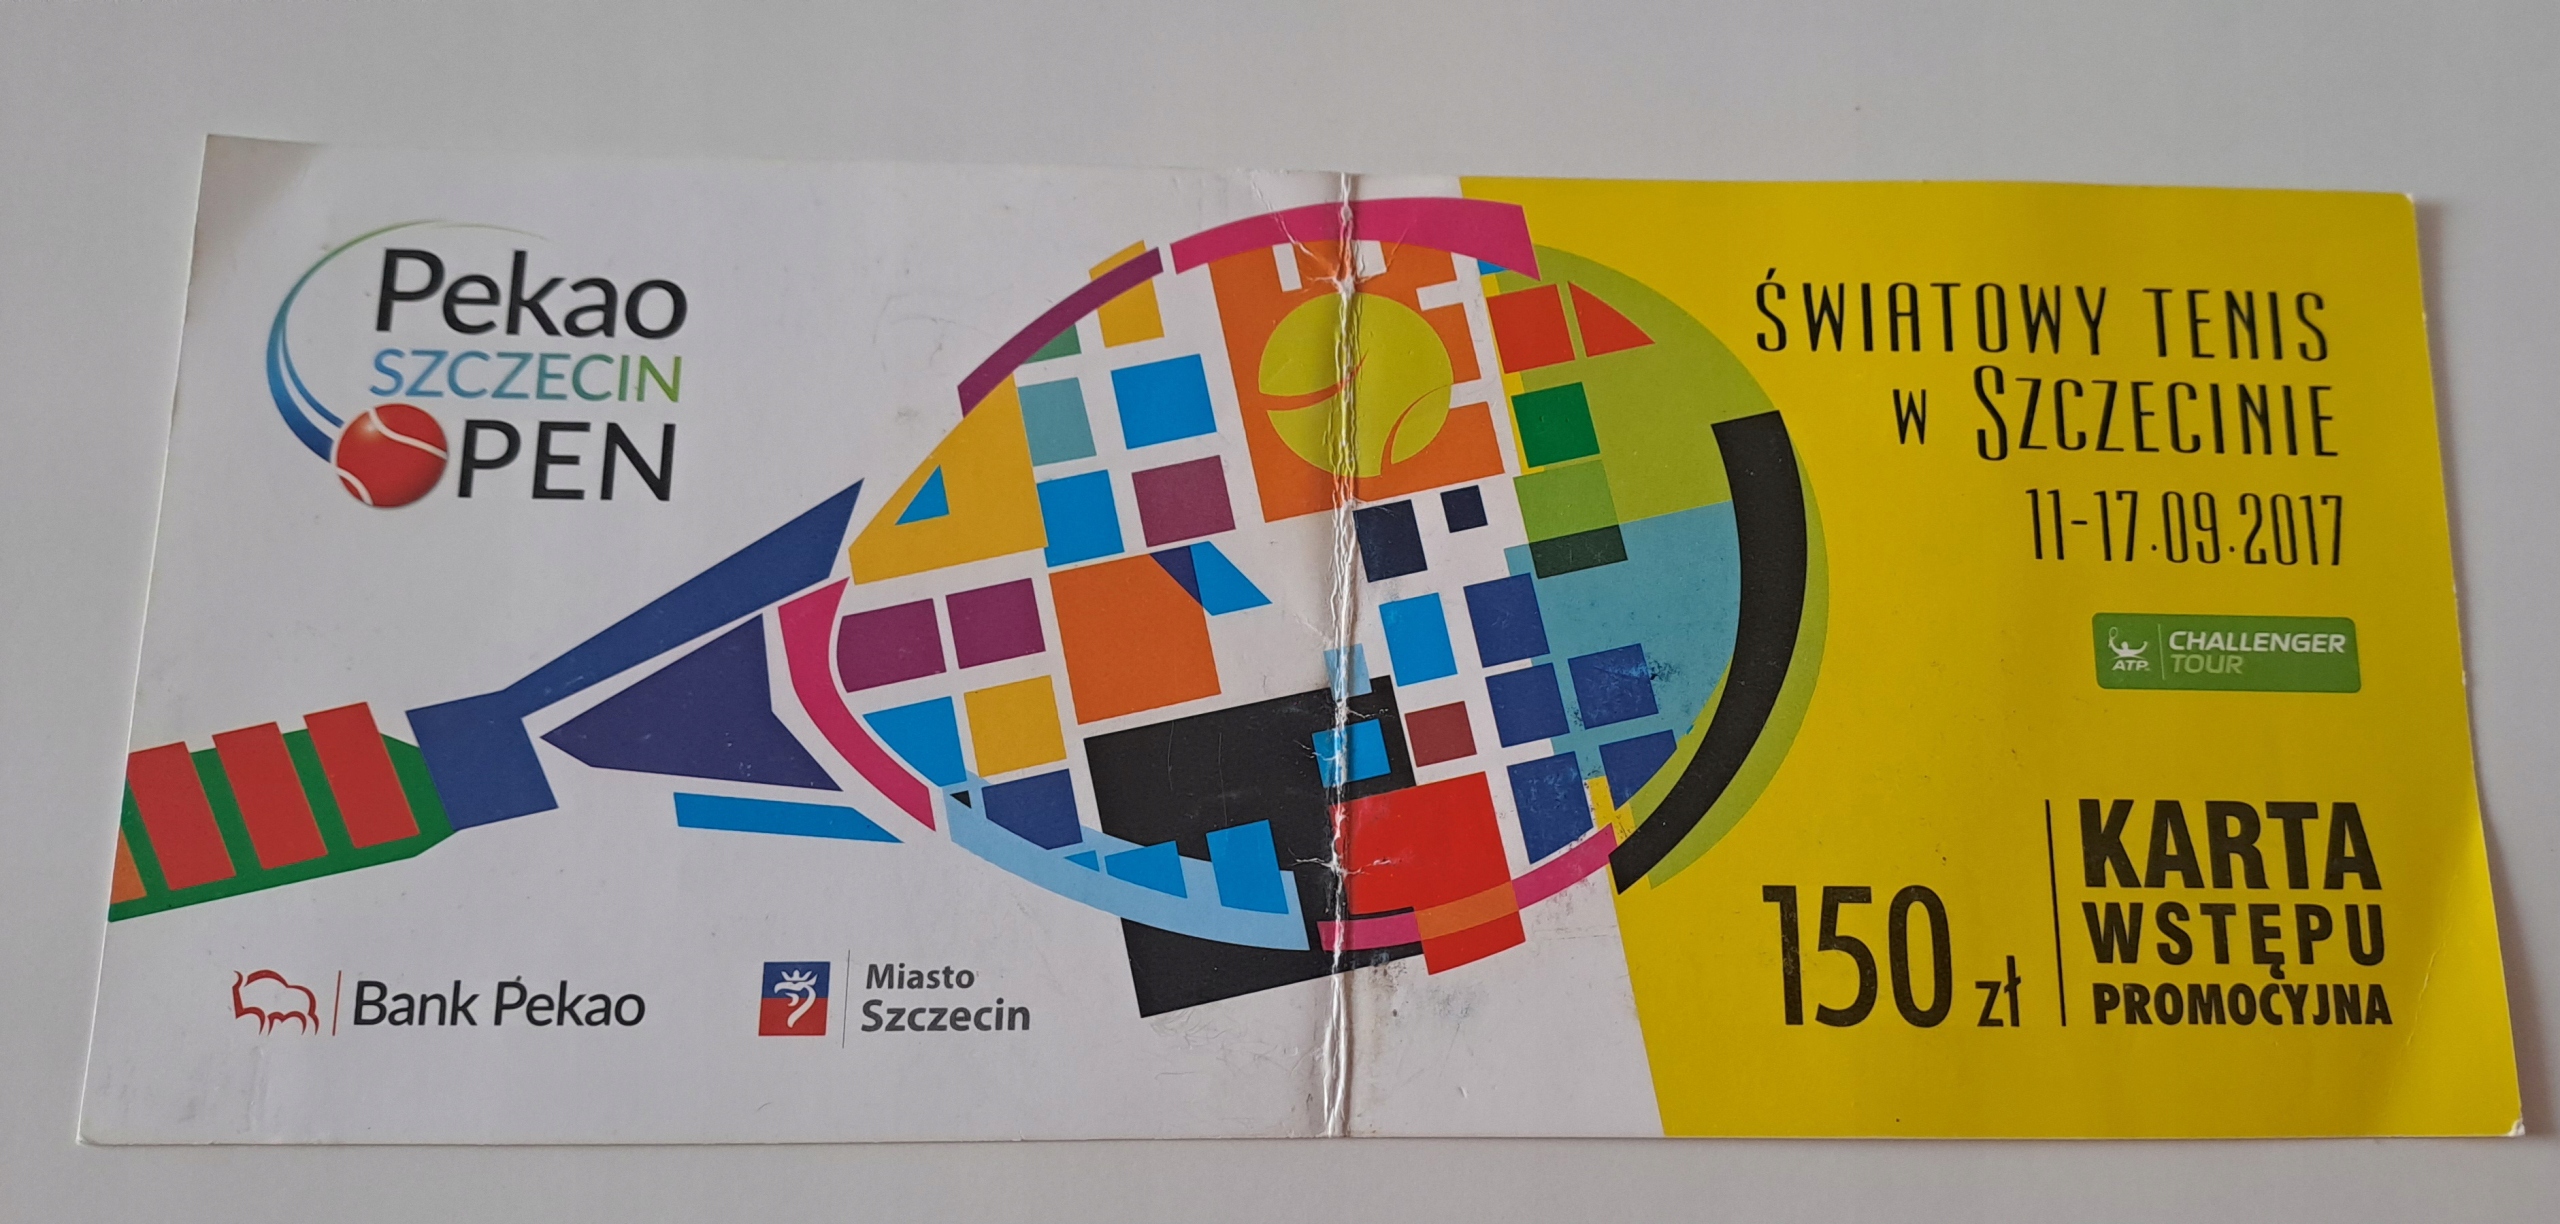 Pekao
SZCZECIN
OPEN
ŚWIATOWY TENIS
W SZCZECINIE
11-17.09.2017
ATP
CHALLENGER
TOUR
150 zł
KARTA
WSTĘPU
PROMOCYJNA
Bank Pekao
Miasto
Szczecin